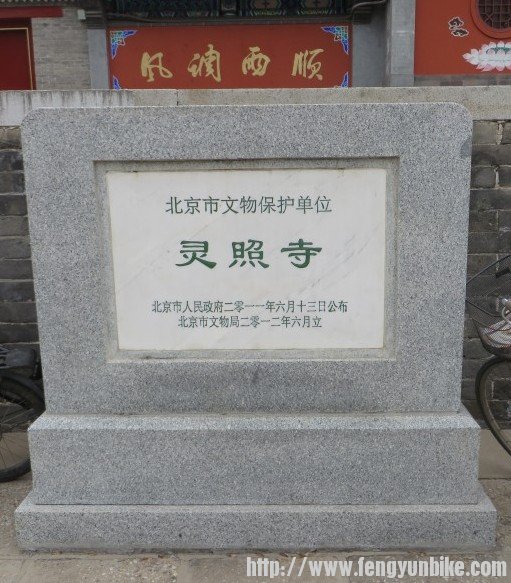 风调雨顺
北京市文物保护单位
灵照寺
北京市人民政府二零一一年六月十三日公布
北京市文物局二零一二年六月立
http://www.fengyunbike.com